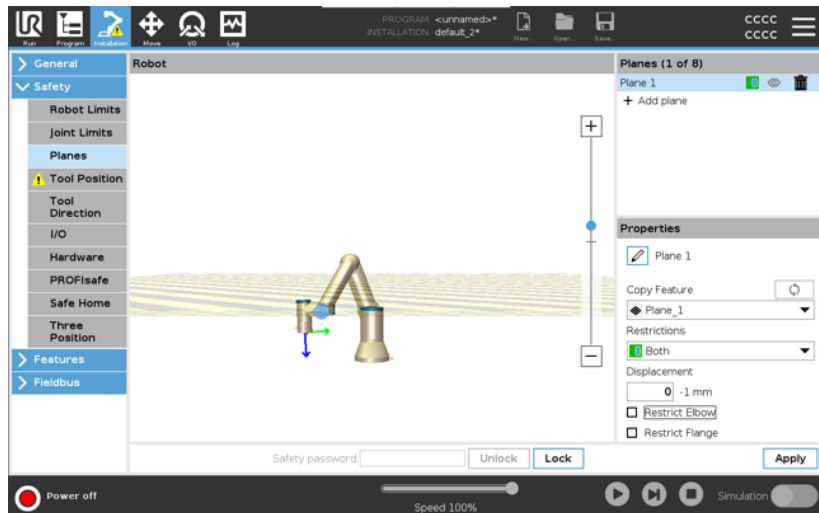 PROGRAM <unnamed>*
INSTALLATION default_2*
CCCC
CCCC
Run Program Installation Move I/O Log New... Open... Save...
General
Safety
Robot Limits
Joint Limits
Planes
Tool Position
Tool
Direction
I/O
Hardware
PROFIsafe
Safe Home
Three
Position
Features
Fieldbus
Robot
Safety password
Unlock
Lock
Planes (1 of 8)
Plane 1
+ Add plane
Properties
Plane 1
Copy Feature
Plane_1
Restrictions
Both
Displacement
0 -1 mm
Restrict Elbow
Restrict Flange
Apply
Power off
Speed 100%
Simulation